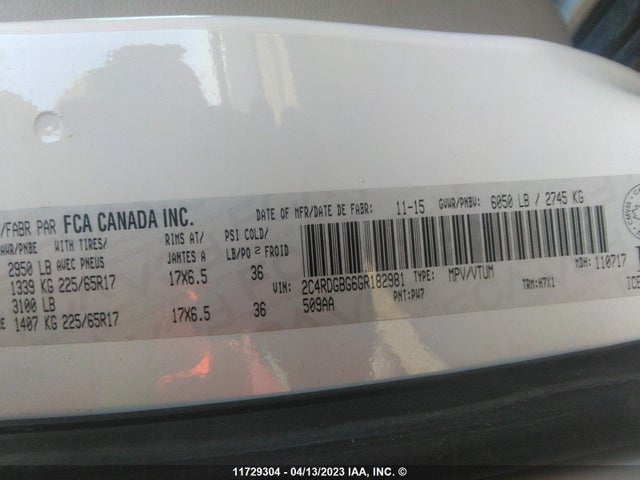 /FABR PAR FCA CANADA INC. DATE OF MFR/DATE DE FABR: 11-15 GVWR/PNBV: 6050 LB / 2745 KG
AWR/PNBE WITH TIRES/ RIMS AT/ PSI COLD/
AVEC PNEUS JANTES A LB/PO 2 FROID
2950 LB
1339 KG 225/65R17 17X6.5 36 VIN: 2C4RDGBG6GR182981 TYPE: MPV/VTUM MDH: 110717
3100 LB 509AA PNT:PW7 TRM:H7X1 ICE
1407 KG 225/65R17 17X6.5 36
11729304 - 04/13/2023 IAA, INC. ©